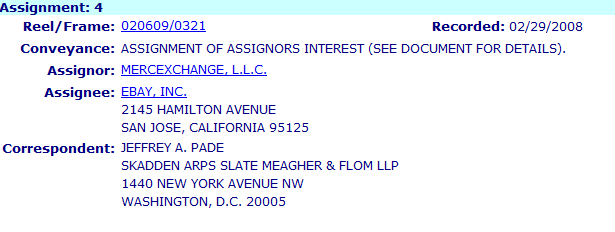 Assignment: 4
Reel/Frame: 020609/0321 Recorded: 02/29/2008
Conveyance: ASSIGNMENT OF ASSIGNORS INTEREST (SEE DOCUMENT FOR DETAILS).
Assignor: MERCEXCHANGE, L.L.C.
Assignee: EBAY, INC.
2145 HAMILTON AVENUE
SAN JOSE, CALIFORNIA 95125
Correspondent: JEFFREY A. PADE
SKADDEN ARPS SLATE MEAGHER & FLOM LLP
1440 NEW YORK AVENUE NW
WASHINGTON, D.C. 20005